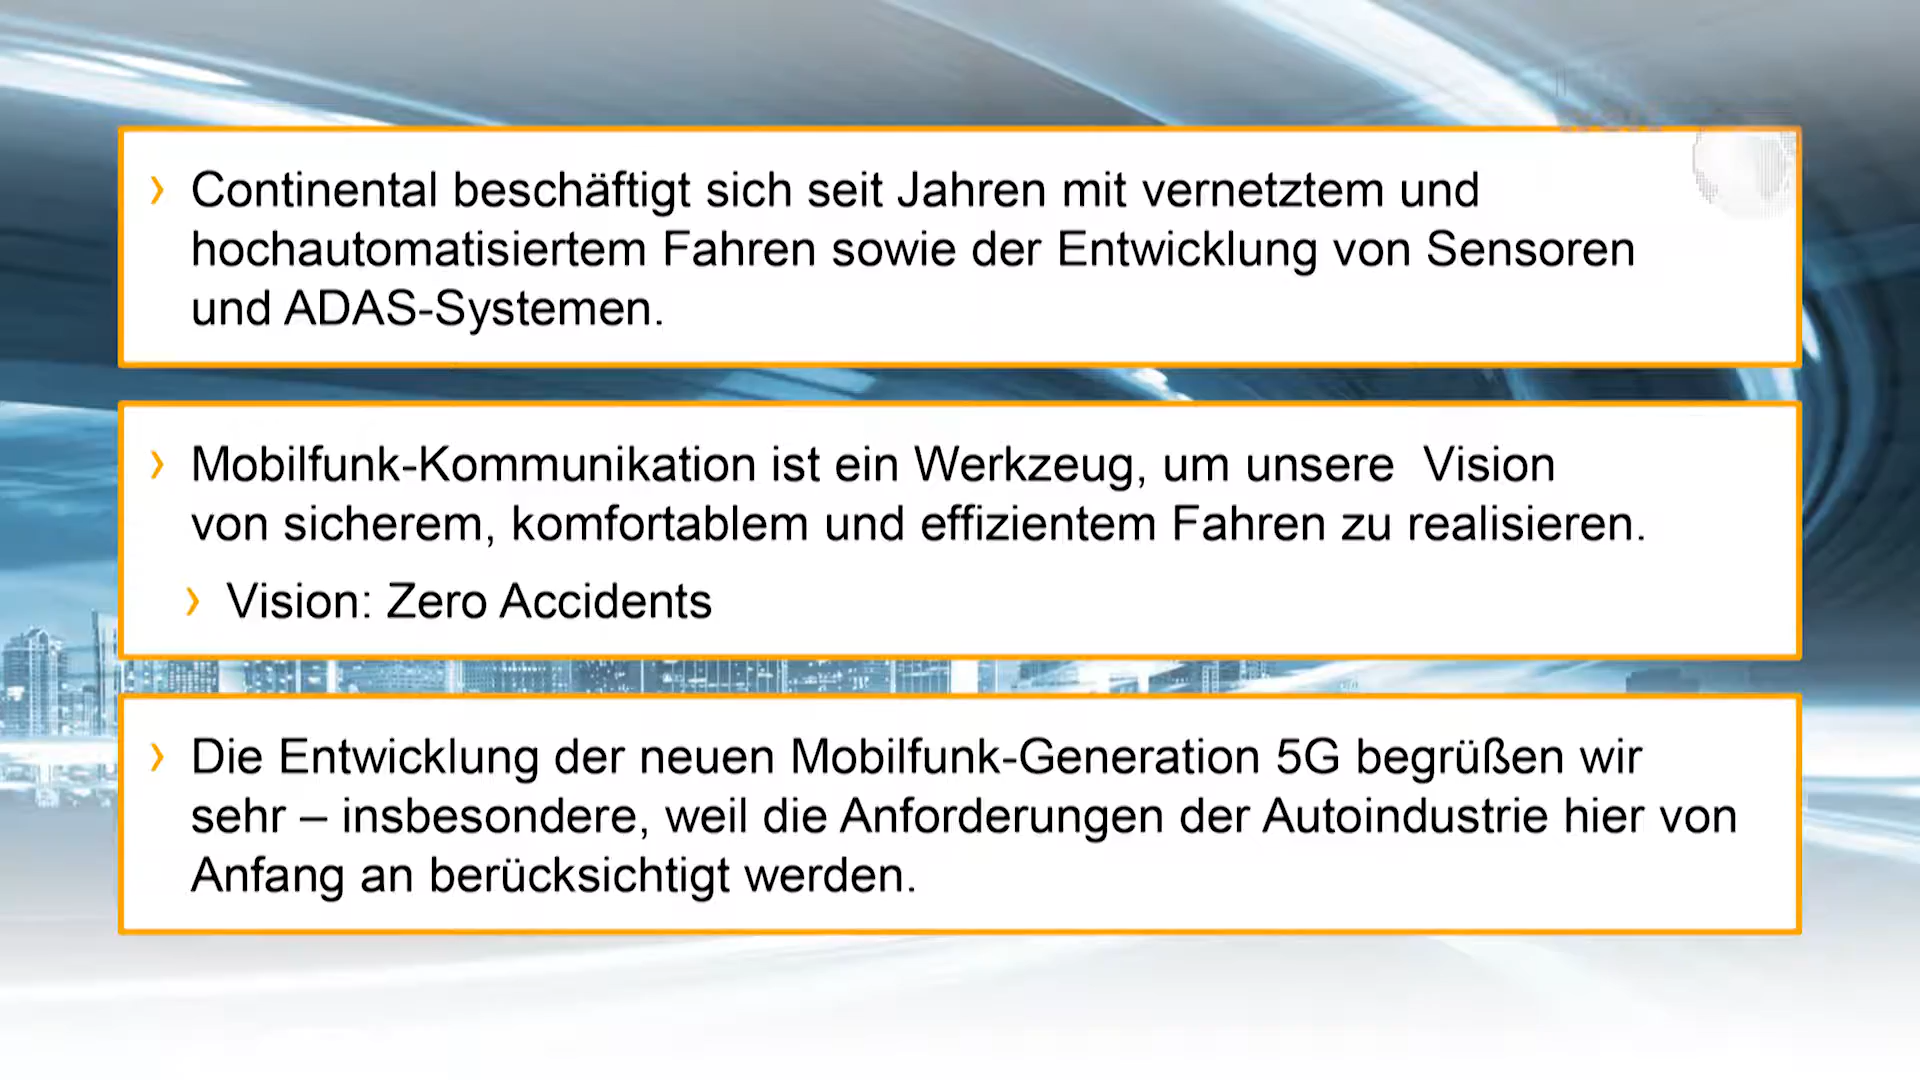 › Continental beschäftigt sich seit Jahren mit vernetztem und
hochautomatisiertem Fahren sowie der Entwicklung von Sensoren
und ADAS-Systemen.
› Mobilfunk-Kommunikation ist ein Werkzeug, um unsere  Vision
von sicherem, komfortablem und effizientem Fahren zu realisieren.
› Vision: Zero Accidents
› Die Entwicklung der neuen Mobilfunk-Generation 5G begrüßen wir
sehr – insbesondere, weil die Anforderungen der Autoindustrie hier von
Anfang an berücksichtigt werden.